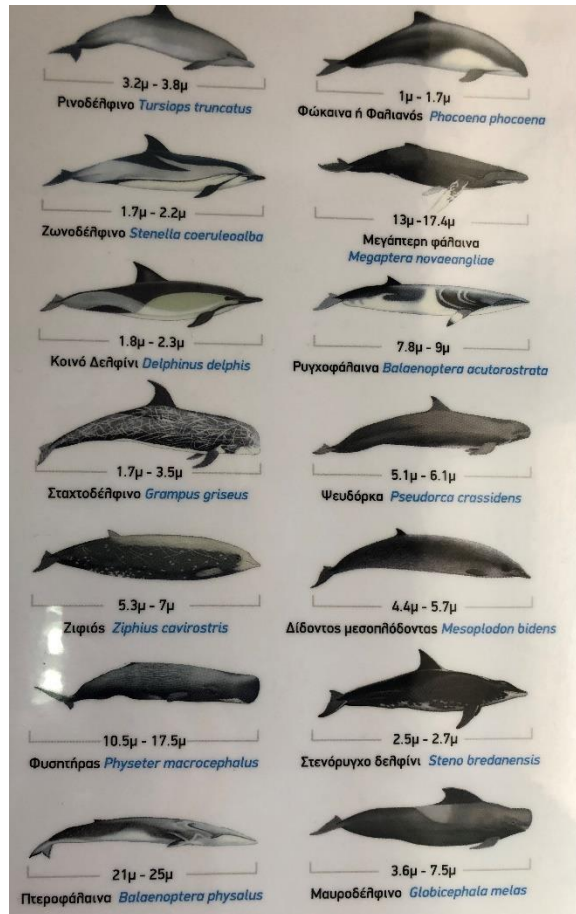 3.2μ - 3.8μ
Ρινοδέλφινο Tursiops truncatus
1μ - 1.7μ
Φώκαινα ή Φαλιανός Phocoena phocoena
1.7μ - 2.2μ
Ζωνοδέλφινο Stenella coeruleoalba
13μ -17.4μ
Μεγάπτερη φάλαινα
Megaptera novaeangliae
1.8μ - 2.3μ
Κοινό Δελφίνι Delphinus delphis
7.8μ - 9μ
Ρυγχοφάλαινα Balaenoptera acutorostrata
1.7μ - 3.5μ
Σταχτοδέλφινο Grampus griseus
5.1μ - 6.1μ
Ψευδόρκα Pseudorca crassidens
5.3μ - 7μ
Ζιφιός Ziphius cavirostris
4.4μ - 5.7μ
Δίδοντος μεσοπλόδοντας Mesoplodon bidens
10.5μ - 17.5μ
Φυσητήρας Physeter macrocephalus
2.5μ - 2.7μ
Στενόρυγχο δελφίνι Steno bredanensis
21μ - 25μ
Πτεροφάλαινα Balaenoptera physalus
3.6μ - 7.5μ
Μαυροδέλφινο Globicephala melas